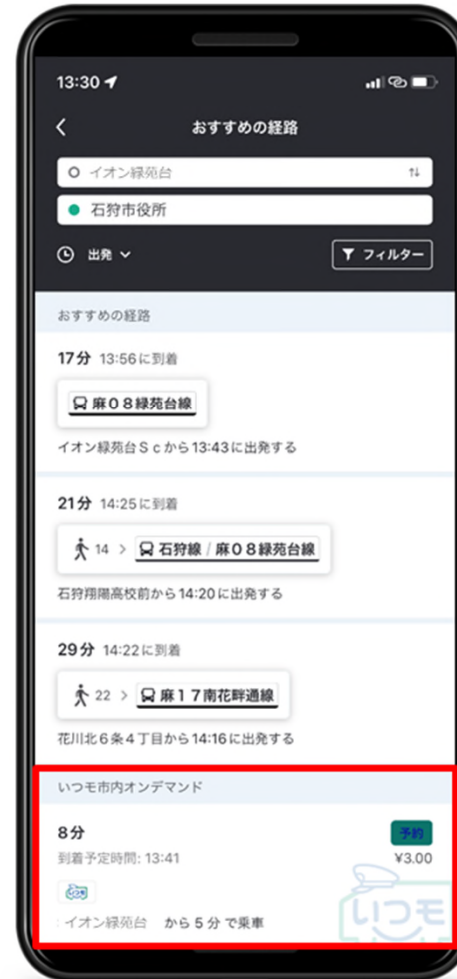 13:30
おすすめの経路
イオン緑苑台
石狩市役所
出発
フィルター
おすすめの経路
17分 13:56に到着
麻08緑苑台線
イオン緑苑台Scから13:43に出発する
21分 14:25に到着
14 > 石狩線 / 麻08緑苑台線
石狩翔陽高校前から14:20に出発する
29分 14:22に到着
22 > 麻17南花畔通線
花川北6条4丁目から14:16に出発する
いつモ市内オンデマンド
8分 予約
到着予定時間: 13:41 ¥3.00
いつモ
イオン緑苑台 から 5 分 で乗車
いつモ